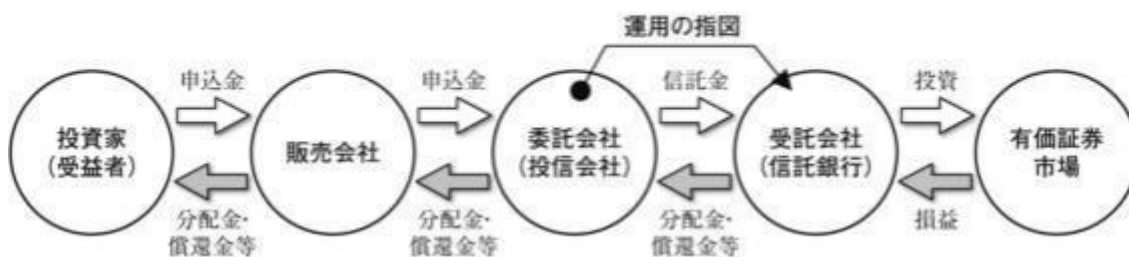 運用の指図
申込金
申込金
信託金
投資
投資家
(受益者)
販売会社
委託会社
(投信会社)
受託会社
(信託銀行)
有価証券
市場
分配金・
償還金等
分配金・
償還金等
分配金・
償還金等
損益